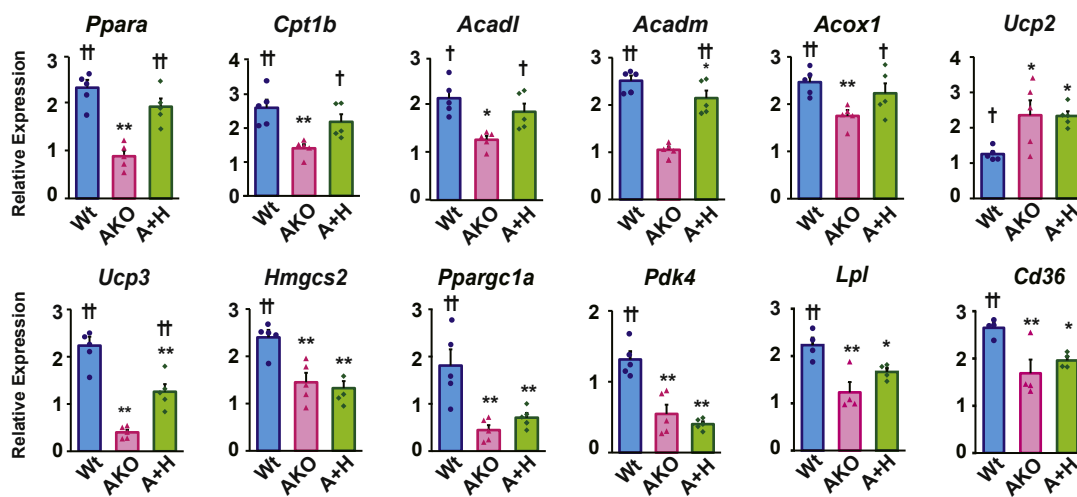 Ppara Cpt1b Acadl Acadm Acox1 Ucp2
Relative Expression
3 2 1 0
†† ** ††
Wt AKO A+H
4 3 2 1 0
†† ** †
Wt AKO A+H
3 2 1 0
† * †
Wt AKO A+H
3 2 1 0
†† †† *
Wt AKO A+H
3 2 1 0
†† ** †
Wt AKO A+H
4 3 2 1 0
† * *
Wt AKO A+H
Ucp3 Hmgcs2 Ppargc1a Pdk4 Lpl Cd36
Relative Expression
3 2 1 0
†† ** †† **
Wt AKO A+H
3 2 1 0
†† ** **
Wt AKO A+H
3 2 1 0
†† ** **
Wt AKO A+H
2 1 0
†† ** **
Wt AKO A+H
3 2 1 0
†† ** *
Wt AKO A+H
3 2 1 0
†† ** *
Wt AKO A+H